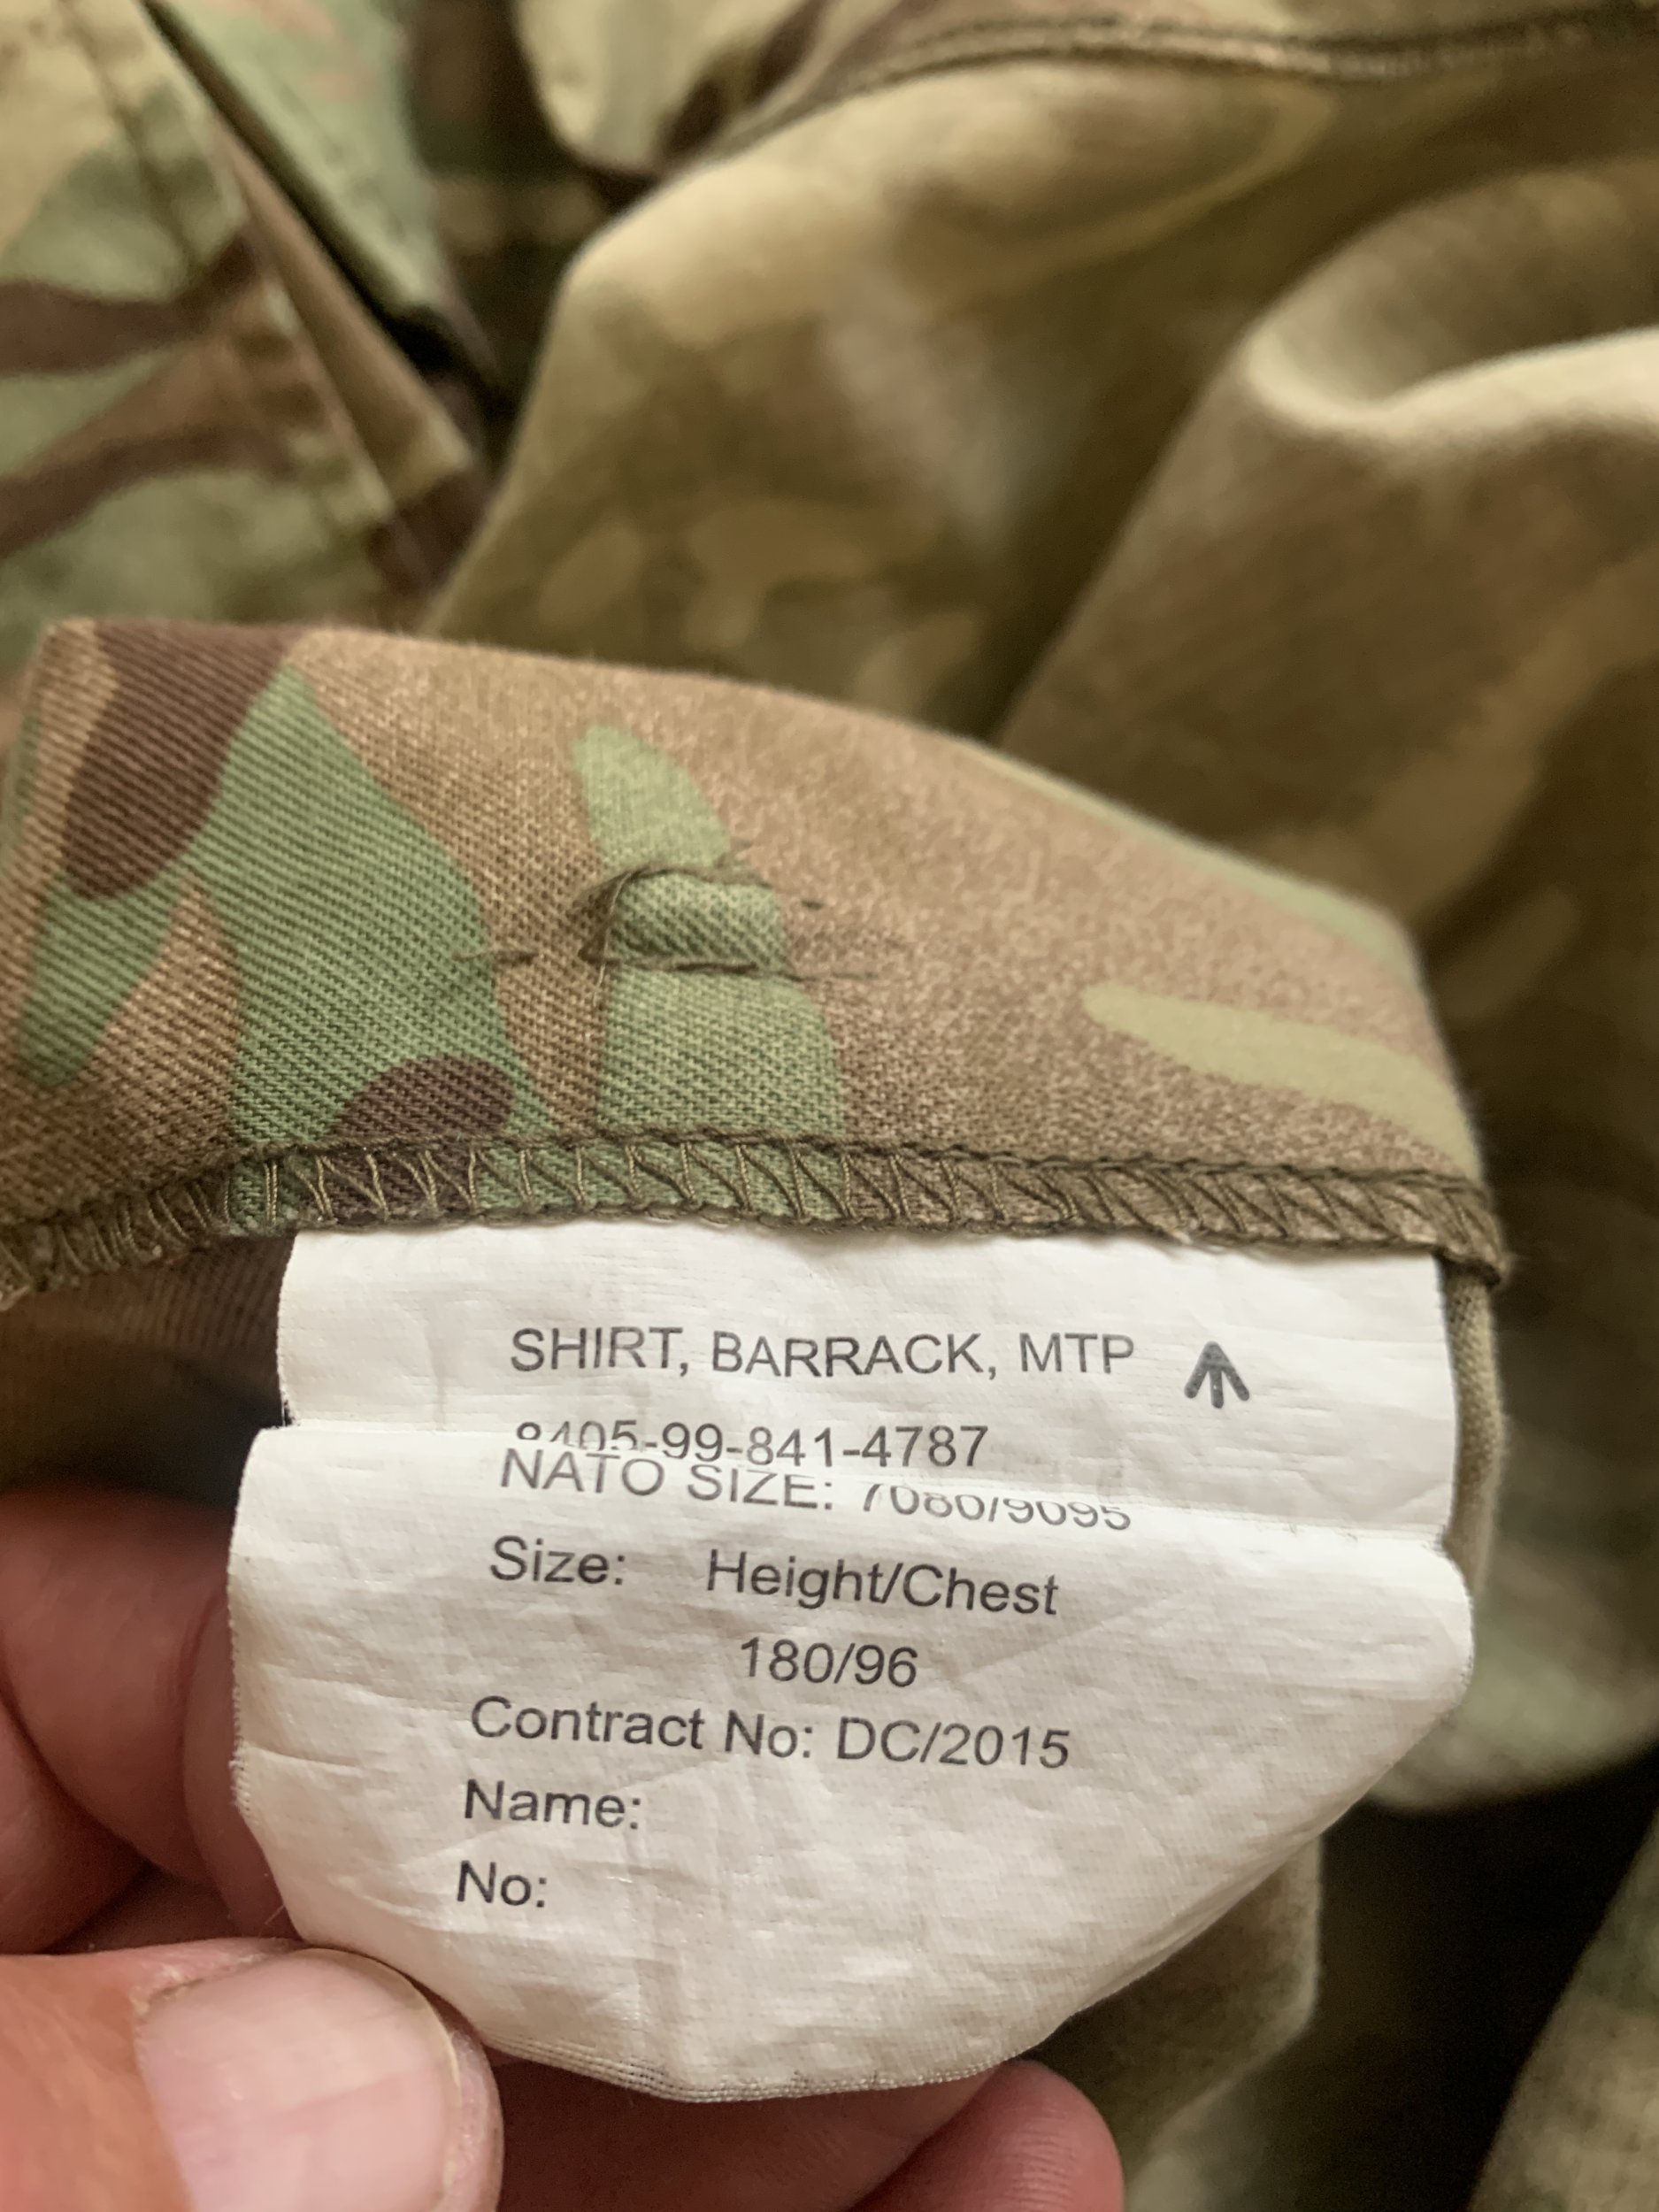 SHIRT, BARRACK, MTP
8405-99-841-4787
NATO SIZE: 7080/9095
Size: Height/Chest
180/96
Contract No: DC/2015
Name:
No: